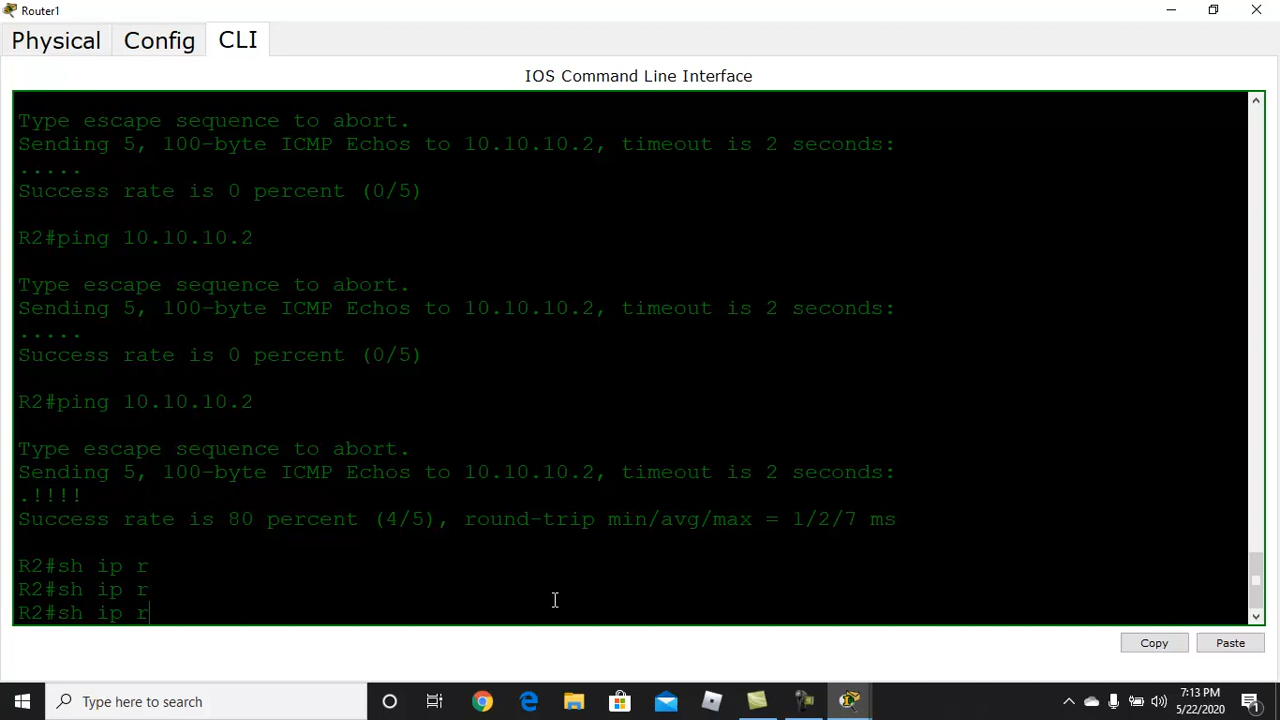 Router1
Physical Config CLI
IOS Command Line Interface
Type escape sequence to abort.
Sending 5, 100-byte ICMP Echos to 10.10.10.2, timeout is 2 seconds:
.....
Success rate is 0 percent (0/5)
R2#ping 10.10.10.2
Type escape sequence to abort.
Sending 5, 100-byte ICMP Echos to 10.10.10.2, timeout is 2 seconds:
.....
Success rate is 0 percent (0/5)
R2#ping 10.10.10.2
Type escape sequence to abort.
Sending 5, 100-byte ICMP Echos to 10.10.10.2, timeout is 2 seconds:
.!!!!
Success rate is 80 percent (4/5), round-trip min/avg/max = 1/2/7 ms
R2#sh ip r
R2#sh ip r
R2#sh ip r
Copy Paste
Type here to search
7:13 PM
5/22/2020
1